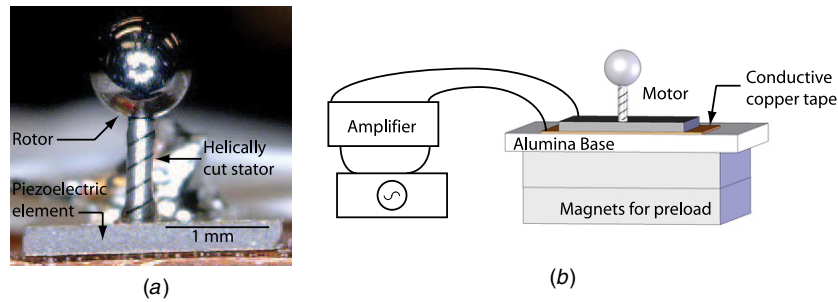 Rotor
Helically
cut stator
Piezoelectric
element
1 mm
(a)
Amplifier
Motor
Conductive
copper tape
Alumina Base
Magnets for preload
(b)